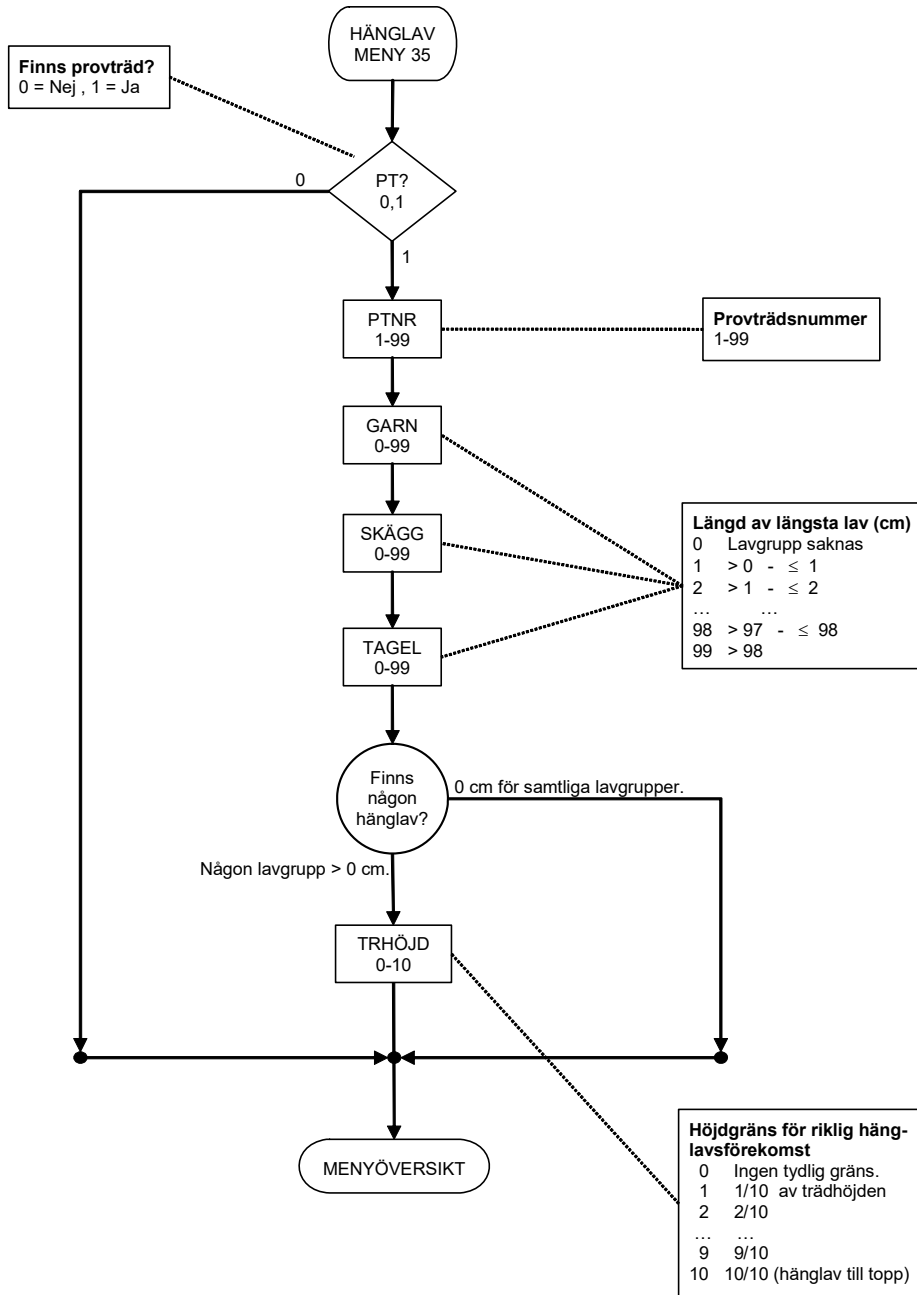 HÄNGLAV
MENY 35
Finns provträd?
0 = Nej , 1 = Ja
PT?
0,1
0
1
PTNR
1-99
Provträdsnummer
1-99
GARN
0-99
SKÄGG
0-99
TAGEL
0-99
Längd av längsta lav (cm)
0 Lavgrupp saknas
1 > 0 - ≤ 1
2 > 1 - ≤ 2
... ...
98 > 97 - ≤ 98
99 > 98
Finns
någon
hänglav?
0 cm för samtliga lavgrupper.
Någon lavgrupp > 0 cm.
TRHÖJD
0-10
MENYÖVERSIKT
Höjdgräns för riklig häng-
lavsförekomst
0 Ingen tydlig gräns.
1 1/10 av trädhöjden
2 2/10
... ...
9 9/10
10 10/10 (hänglav till topp)